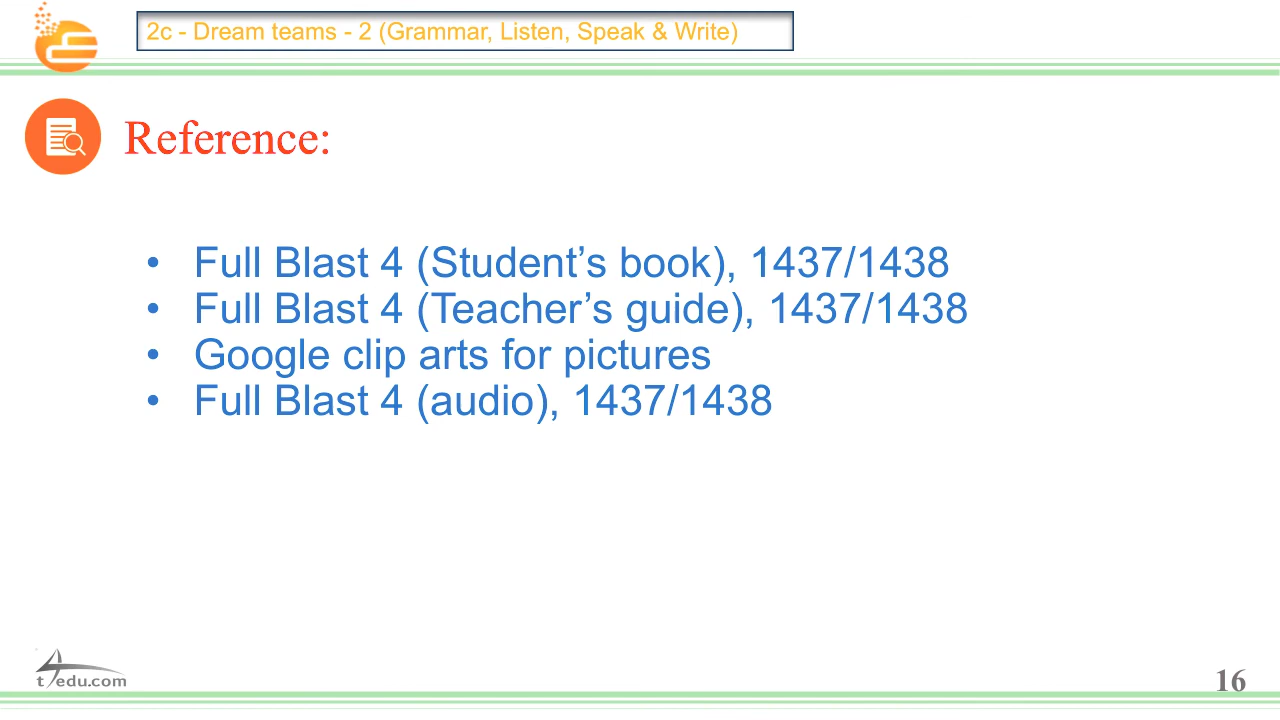 2c - Dream teams - 2 (Grammar, Listen, Speak & Write)
Reference:
• Full Blast 4 (Student’s book), 1437/1438
• Full Blast 4 (Teacher’s guide), 1437/1438
• Google clip arts for pictures
• Full Blast 4 (audio), 1437/1438
t4edu.com
16